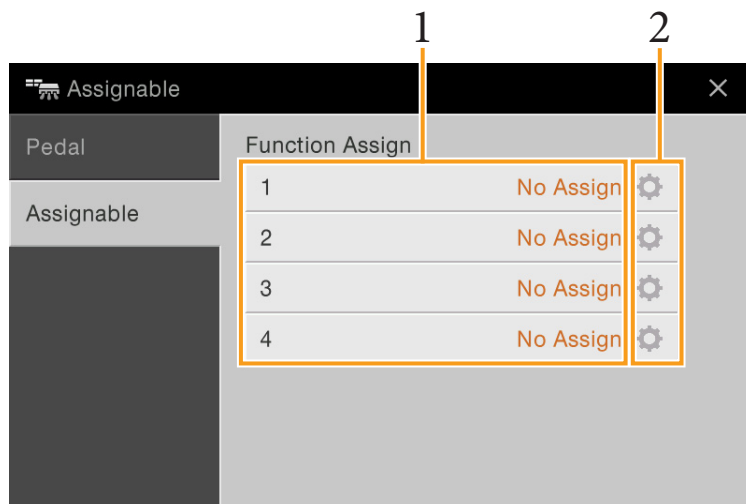 1 2
Assignable
Pedal
Function Assign
Assignable
1 No Assign
2 No Assign
3 No Assign
4 No Assign